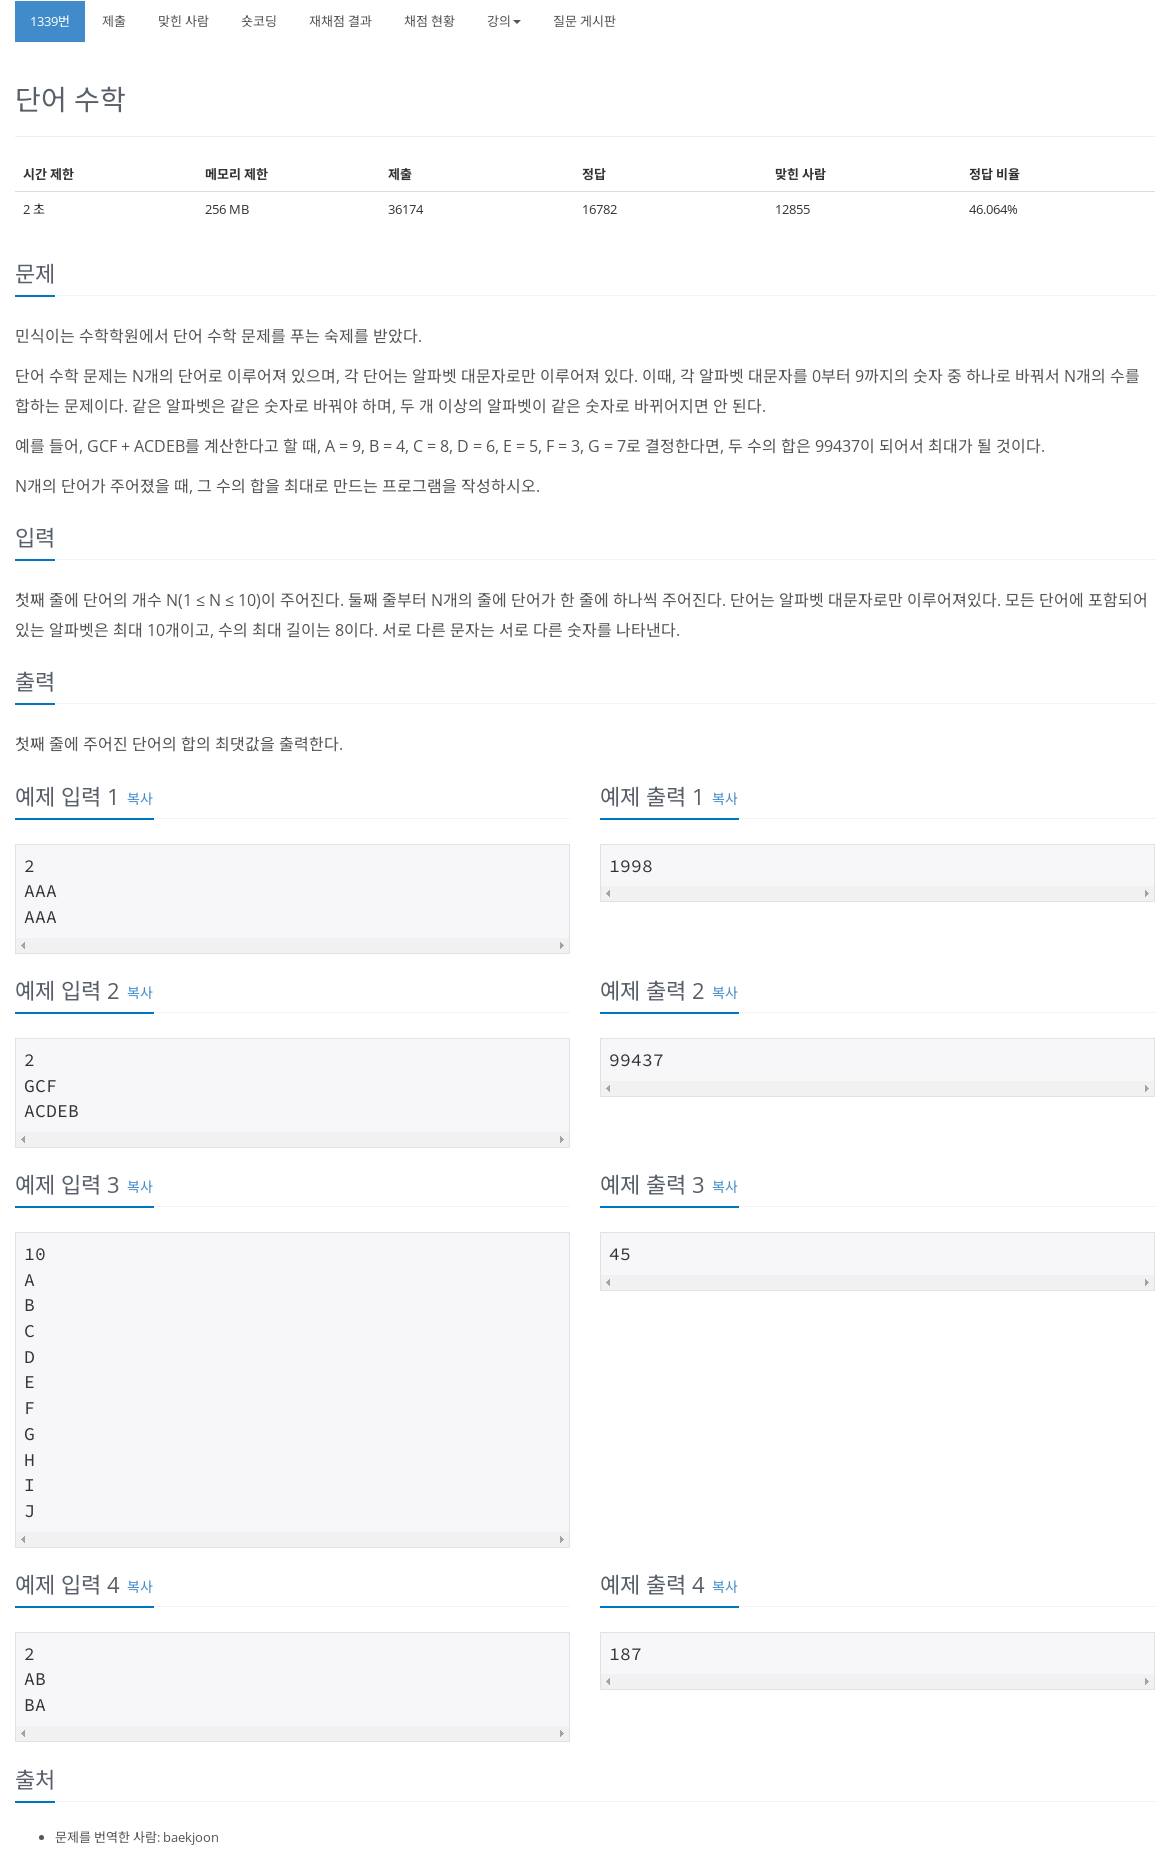 1339번 제출 맞힌 사람 숏코딩 재채점 결과 채점 현황 강의 질문 게시판
단어 수학
시간 제한 메모리 제한 제출 정답 맞힌 사람 정답 비율
2 초 256 MB 36174 16782 12855 46.064%
문제
민식이는 수학학원에서 단어 수학 문제를 푸는 숙제를 받았다.
단어 수학 문제는 N개의 단어로 이루어져 있으며, 각 단어는 알파벳 대문자로만 이루어져 있다. 이때, 각 알파벳 대문자를 0부터 9까지의 숫자 중 하나로 바꿔서 N개의 수를
합하는 문제이다. 같은 알파벳은 같은 숫자로 바꿔야 하며, 두 개 이상의 알파벳이 같은 숫자로 바뀌어지면 안 된다.
예를 들어, GCF + ACDEB를 계산한다고 할 때, A = 9, B = 4, C = 8, D = 6, E = 5, F = 3, G = 7로 결정한다면, 두 수의 합은 99437이 되어서 최대가 될 것이다.
N개의 단어가 주어졌을 때, 그 수의 합을 최대로 만드는 프로그램을 작성하시오.
입력
첫째 줄에 단어의 개수 N(1 ≤ N ≤ 10)이 주어진다. 둘째 줄부터 N개의 줄에 단어가 한 줄에 하나씩 주어진다. 단어는 알파벳 대문자로만 이루어져있다. 모든 단어에 포함되어
있는 알파벳은 최대 10개이고, 수의 최대 길이는 8이다. 서로 다른 문자는 서로 다른 숫자를 나타낸다.
출력
첫째 줄에 주어진 단어의 합의 최댓값을 출력한다.
예제 입력 1 복사
2
AAA
AAA
예제 출력 1 복사
1998
예제 입력 2 복사
2
GCF
ACDEB
예제 출력 2 복사
99437
예제 입력 3 복사
10
A
B
C
D
E
F
G
H
I
J
예제 출력 3 복사
45
예제 입력 4 복사
2
AB
BA
예제 출력 4 복사
187
출처
문제를 번역한 사람: baekjoon